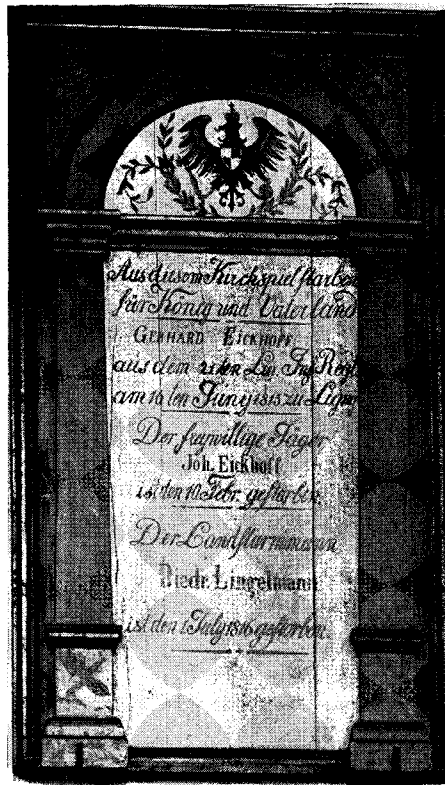 Aus diesem Kirchspiel starben
für König und Vaterland
GERHARD EICKHOFF
aus dem 21ten Lin. Inf. Regt
am 16ten Juny 1815 zu Ligny
Der freywillige Jäger
Joh. Eickhoff
ist den 10 Febr. gestorben
Der Landsturmmann
Diedr. Lingelmann
ist den 1 July 1816 gestorben.